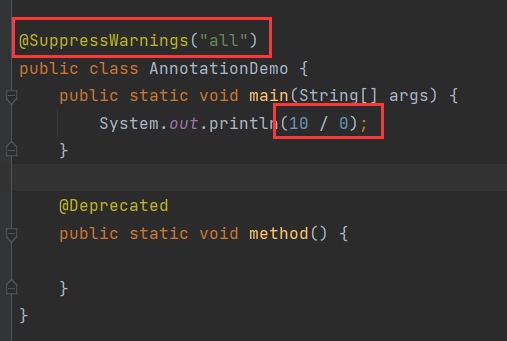 @SuppressWarnings("all")
public class AnnotationDemo {
    public static void main(String[] args) {
        System.out.println(10 / 0);
    }

    @Deprecated
    public static void method() {

    }
}